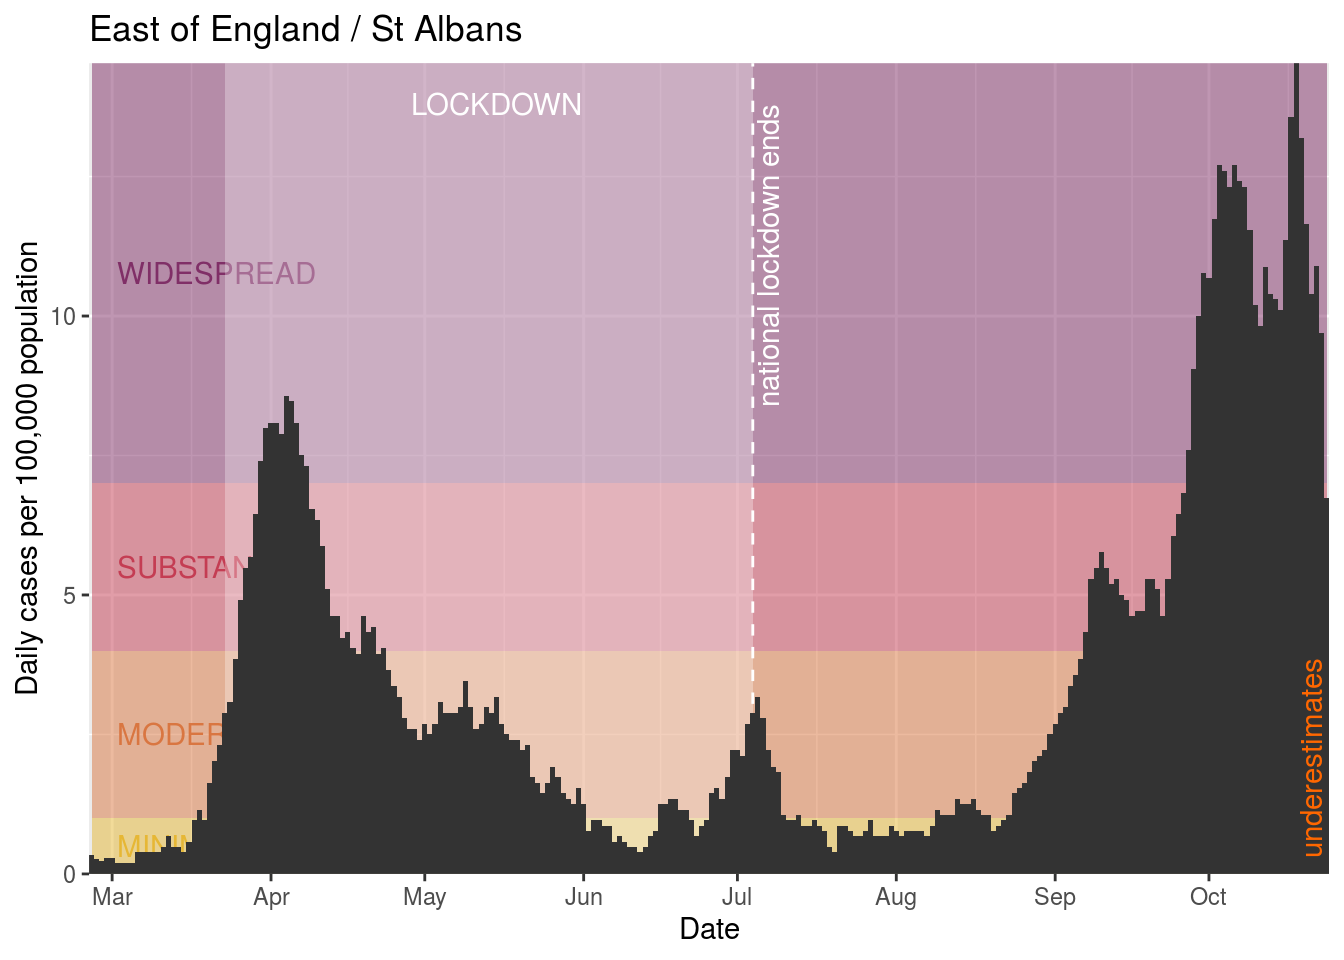 East of England / St Albans
LOCKDOWN
national lockdown ends
WIDESPREAD
SUBSTAN
MODER
MINIM
underestimates
Daily cases per 100,000 population
10
5
0
Mar Apr May Jun Jul Aug Sep Oct
Date